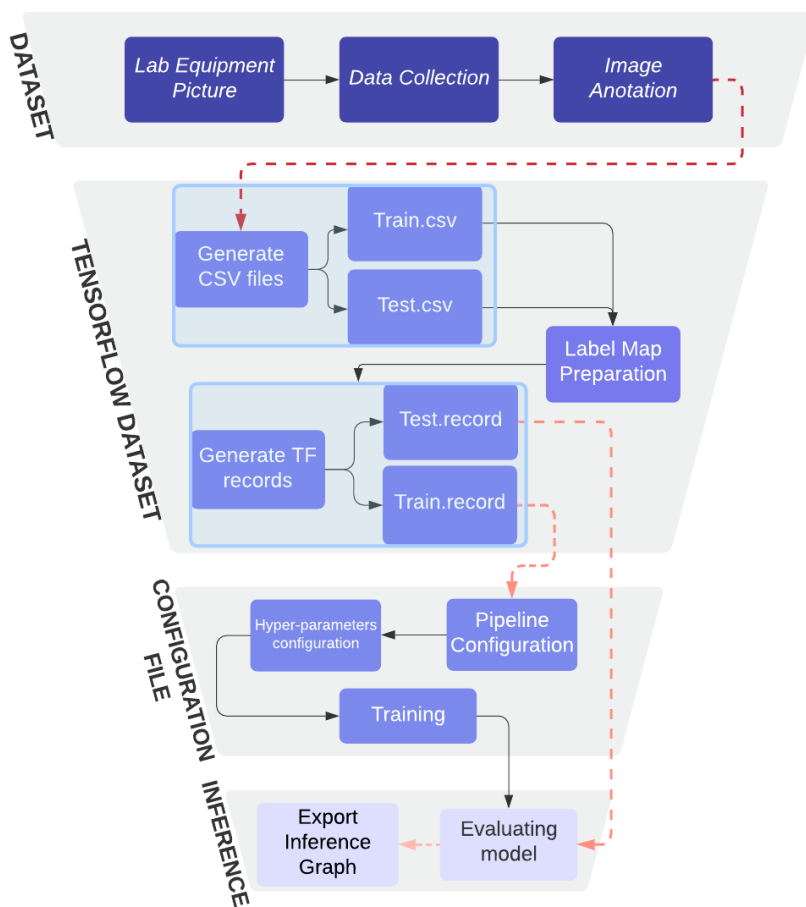 DATASET
Lab Equipment
Picture
Data Collection
Image
Anotation
TENSORFLOW DATASET
Generate
CSV files
Train.csv
Test.csv
Label Map
Preparation
Generate TF
records
Test.record
Train.record
CONFIGURATION
FILE
Hyper-parameters
configuration
Pipeline
Configuration
Training
INFERENCE
Export
Inference
Graph
Evaluating
model